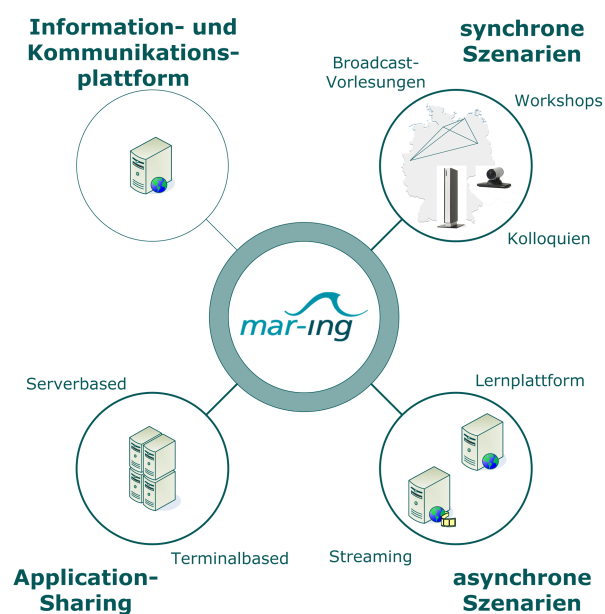 Information- und
Kommunikations-
plattform
synchrone
Szenarien
Broadcast-
Vorlesungen
Workshops
Kolloquien
mar-ing
Serverbased
Terminalbased
Application-
Sharing
Lernplattform
Streaming
asynchrone
Szenarien